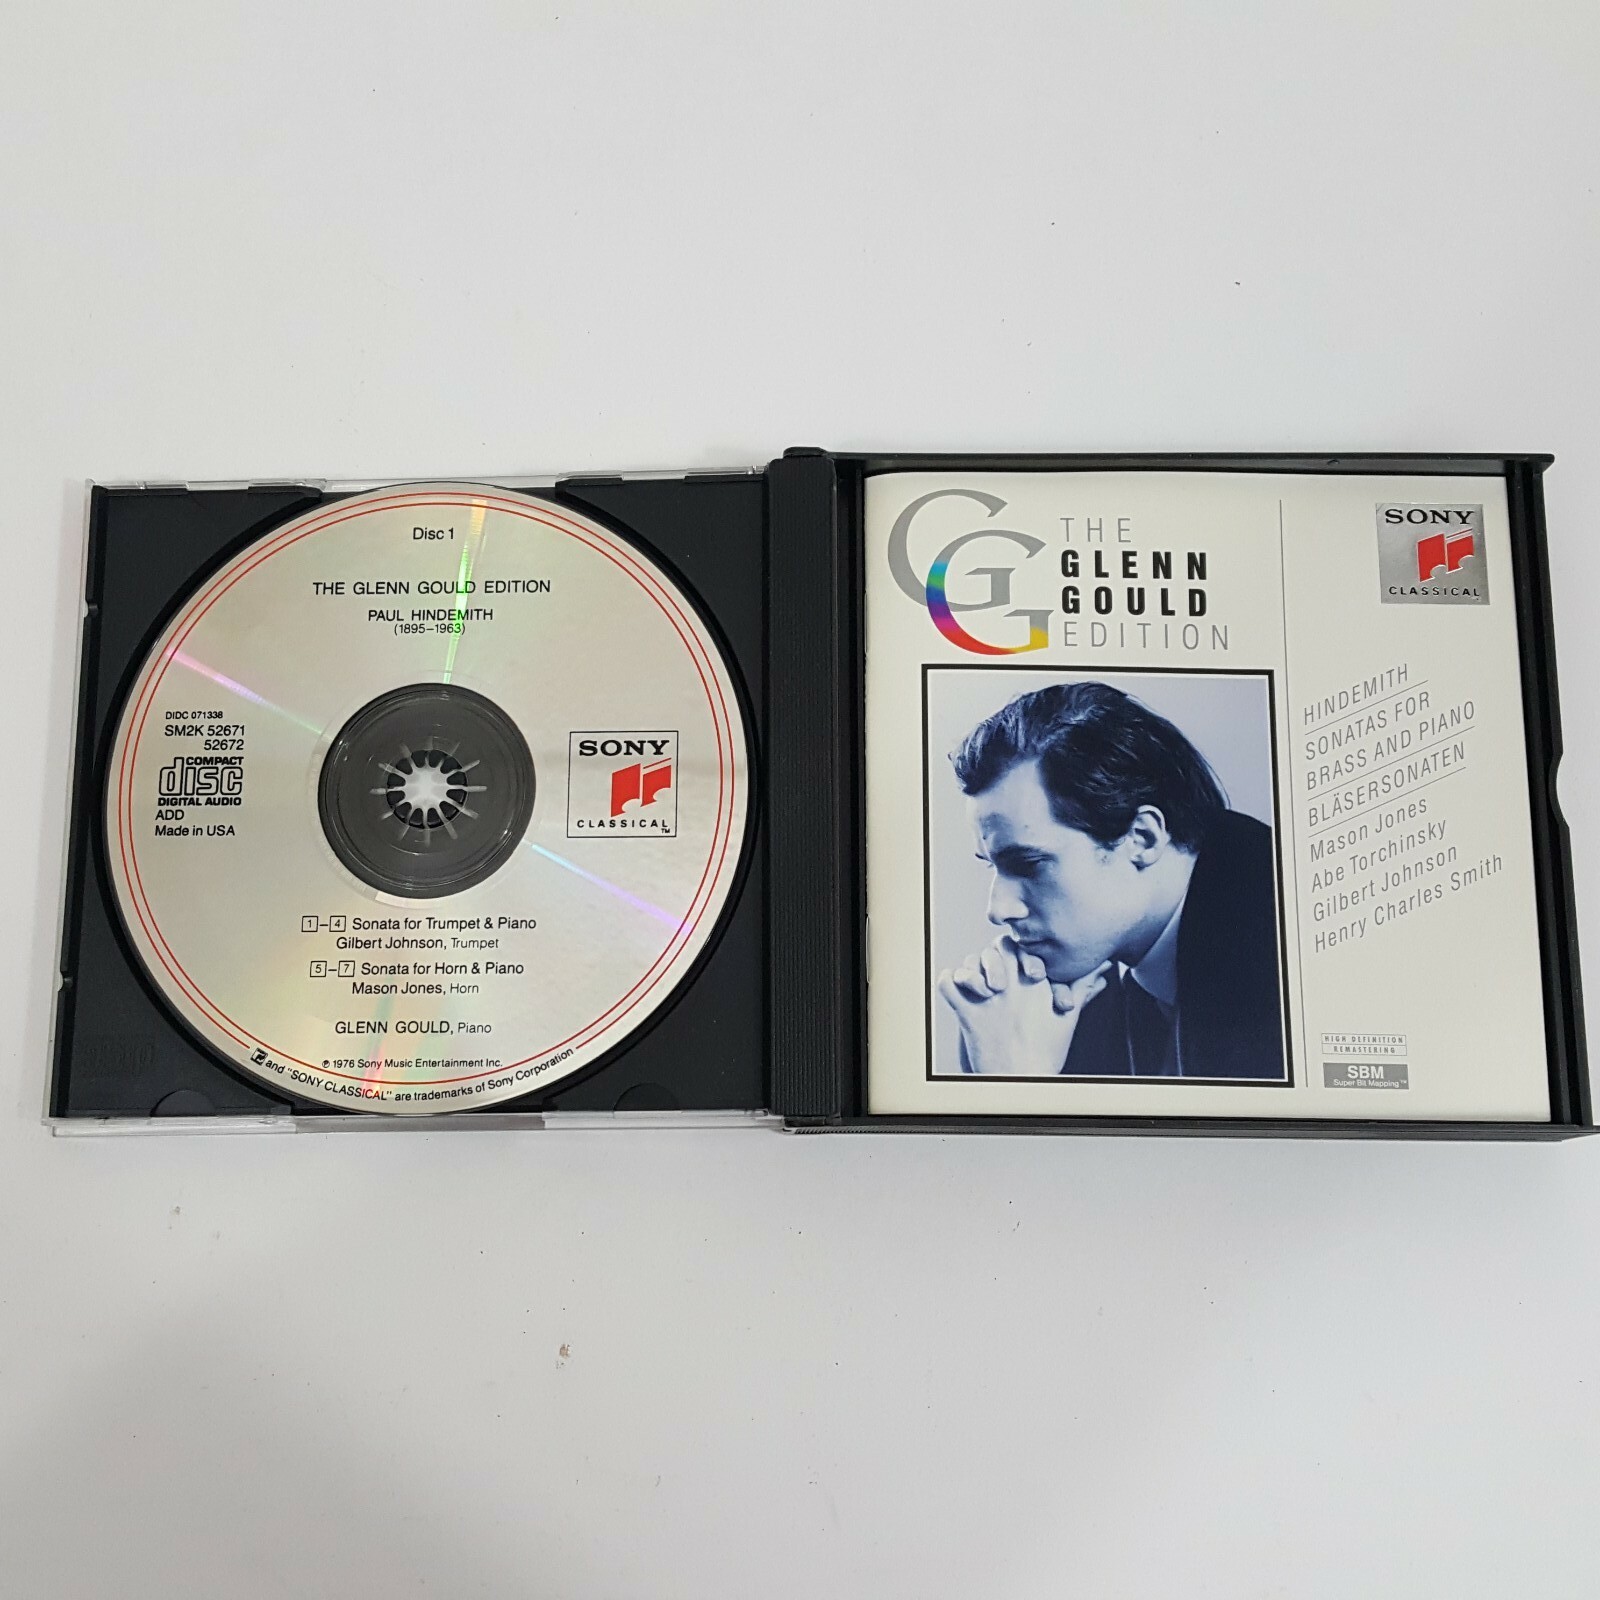 Disc 1
THE GLENN GOULD EDITION
PAUL HINDEMITH
(1895–1963)
DIDC 071338
SM2K 52671
52672
COMPACT
disc
DIGITAL AUDIO
ADD
Made in USA
SONY
CLASSICAL™
1–4 Sonata for Trumpet & Piano
Gilbert Johnson, Trumpet
5–7 Sonata for Horn & Piano
Mason Jones, Horn
GLENN GOULD, Piano
℗ 1976 Sony Music Entertainment Inc.
and "SONY CLASSICAL" are trademarks of Sony Corporation
GG
THE
GLENN
GOULD
EDITION
SONY
CLASSICAL
HINDEMITH
SONATAS FOR
BRASS AND PIANO
BLÄSERSONATEN
Mason Jones
Abe Torchinsky
Gilbert Johnson
Henry Charles Smith
HIGH DEFINITION
REMASTERING
SBM
Super Bit Mapping™